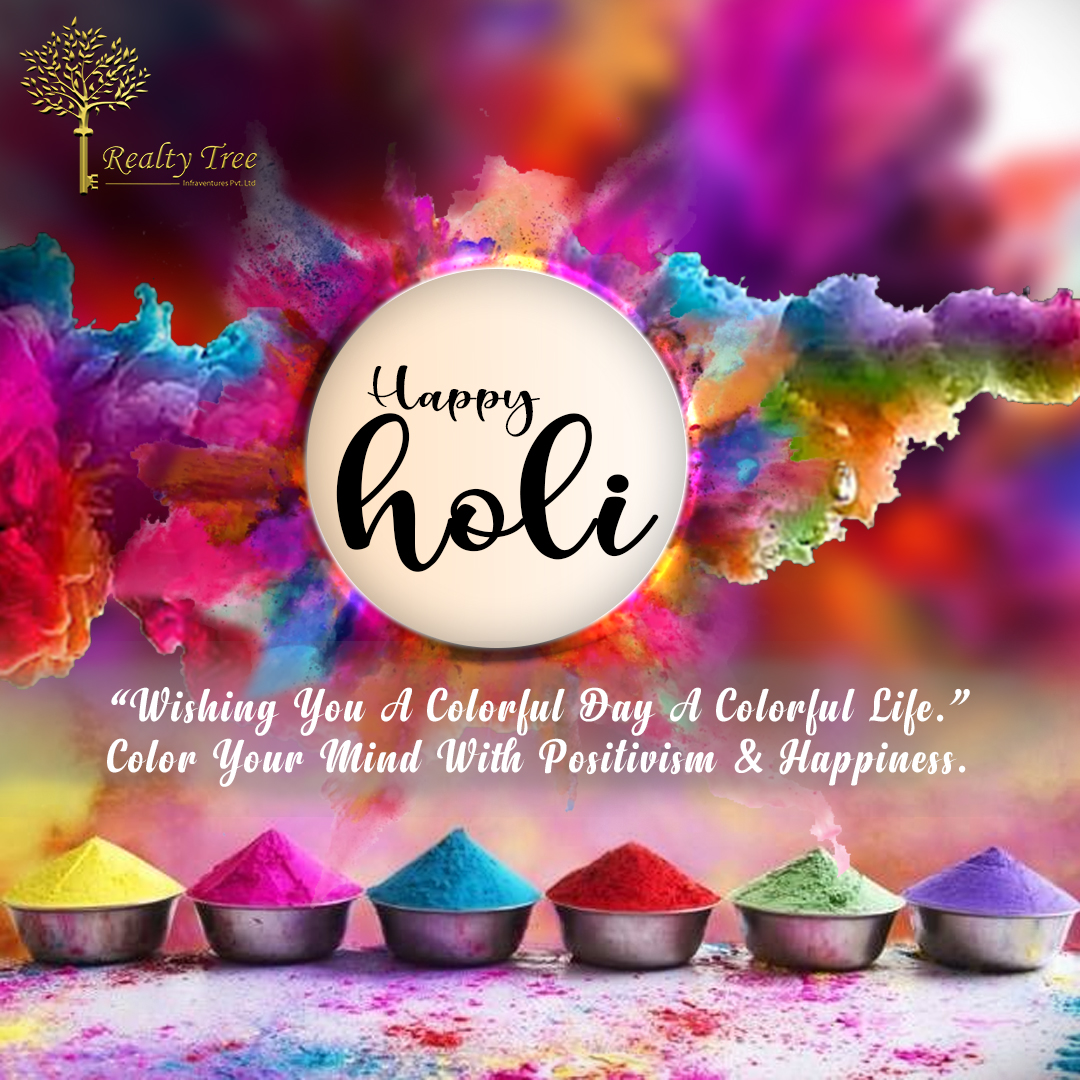 Realty Tree
Infraventures Pvt. Ltd
Happy
holi
“Wishing You A Colorful Day A Colorful Life.”
Color Your Mind With Positivism & Happiness.